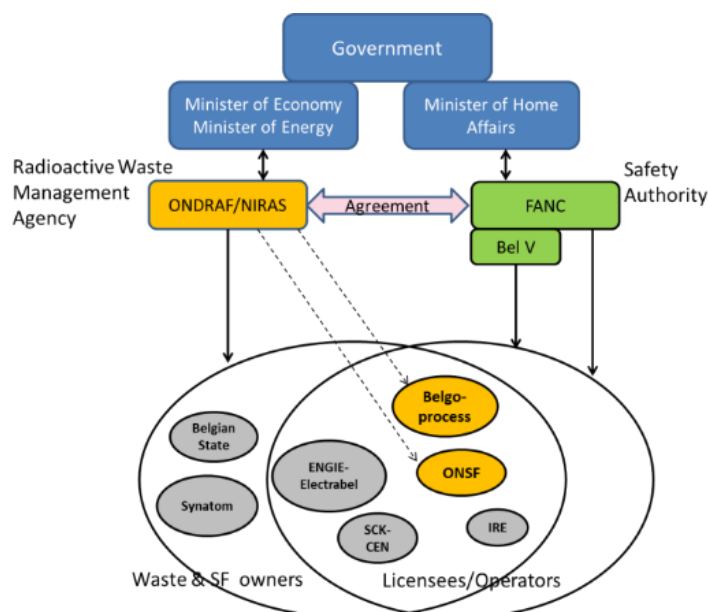 Government
Minister of Economy
Minister of Energy
Minister of Home
Affairs
Radioactive Waste
Management
Agency
ONDRAF/NIRAS
Agreement
FANC
Safety
Authority
Bel V
Belgo-
process
Belgian
State
ENGIE-
Electrabel
ONSF
Synatom
SCK-
CEN
IRE
Waste & SF owners
Licensees/Operators